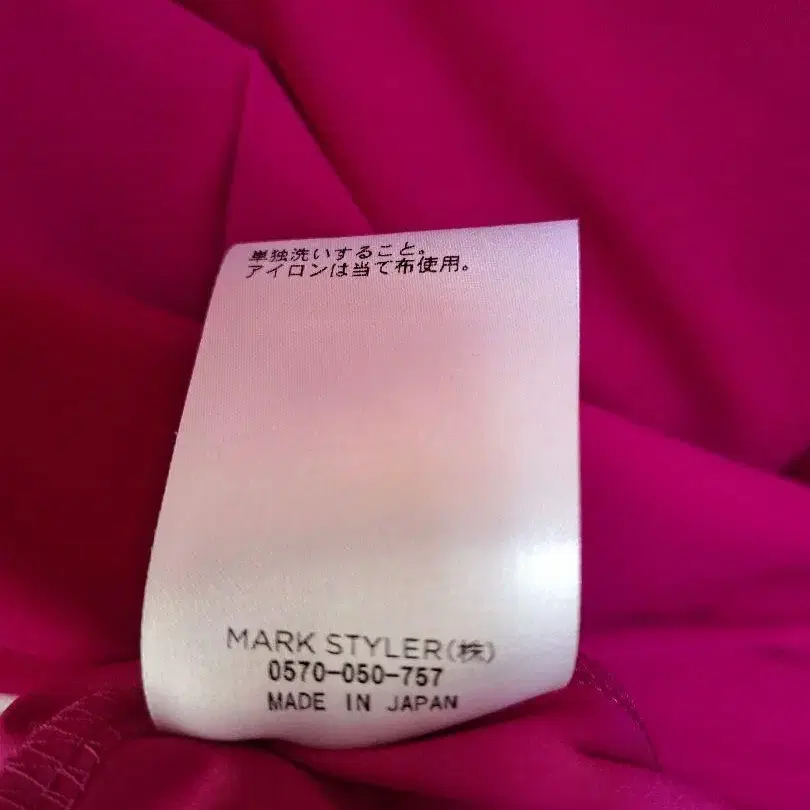 単独洗いすること。
アイロンは当て布使用。
MARK STYLER(株)
0570-050-757
MADE IN JAPAN